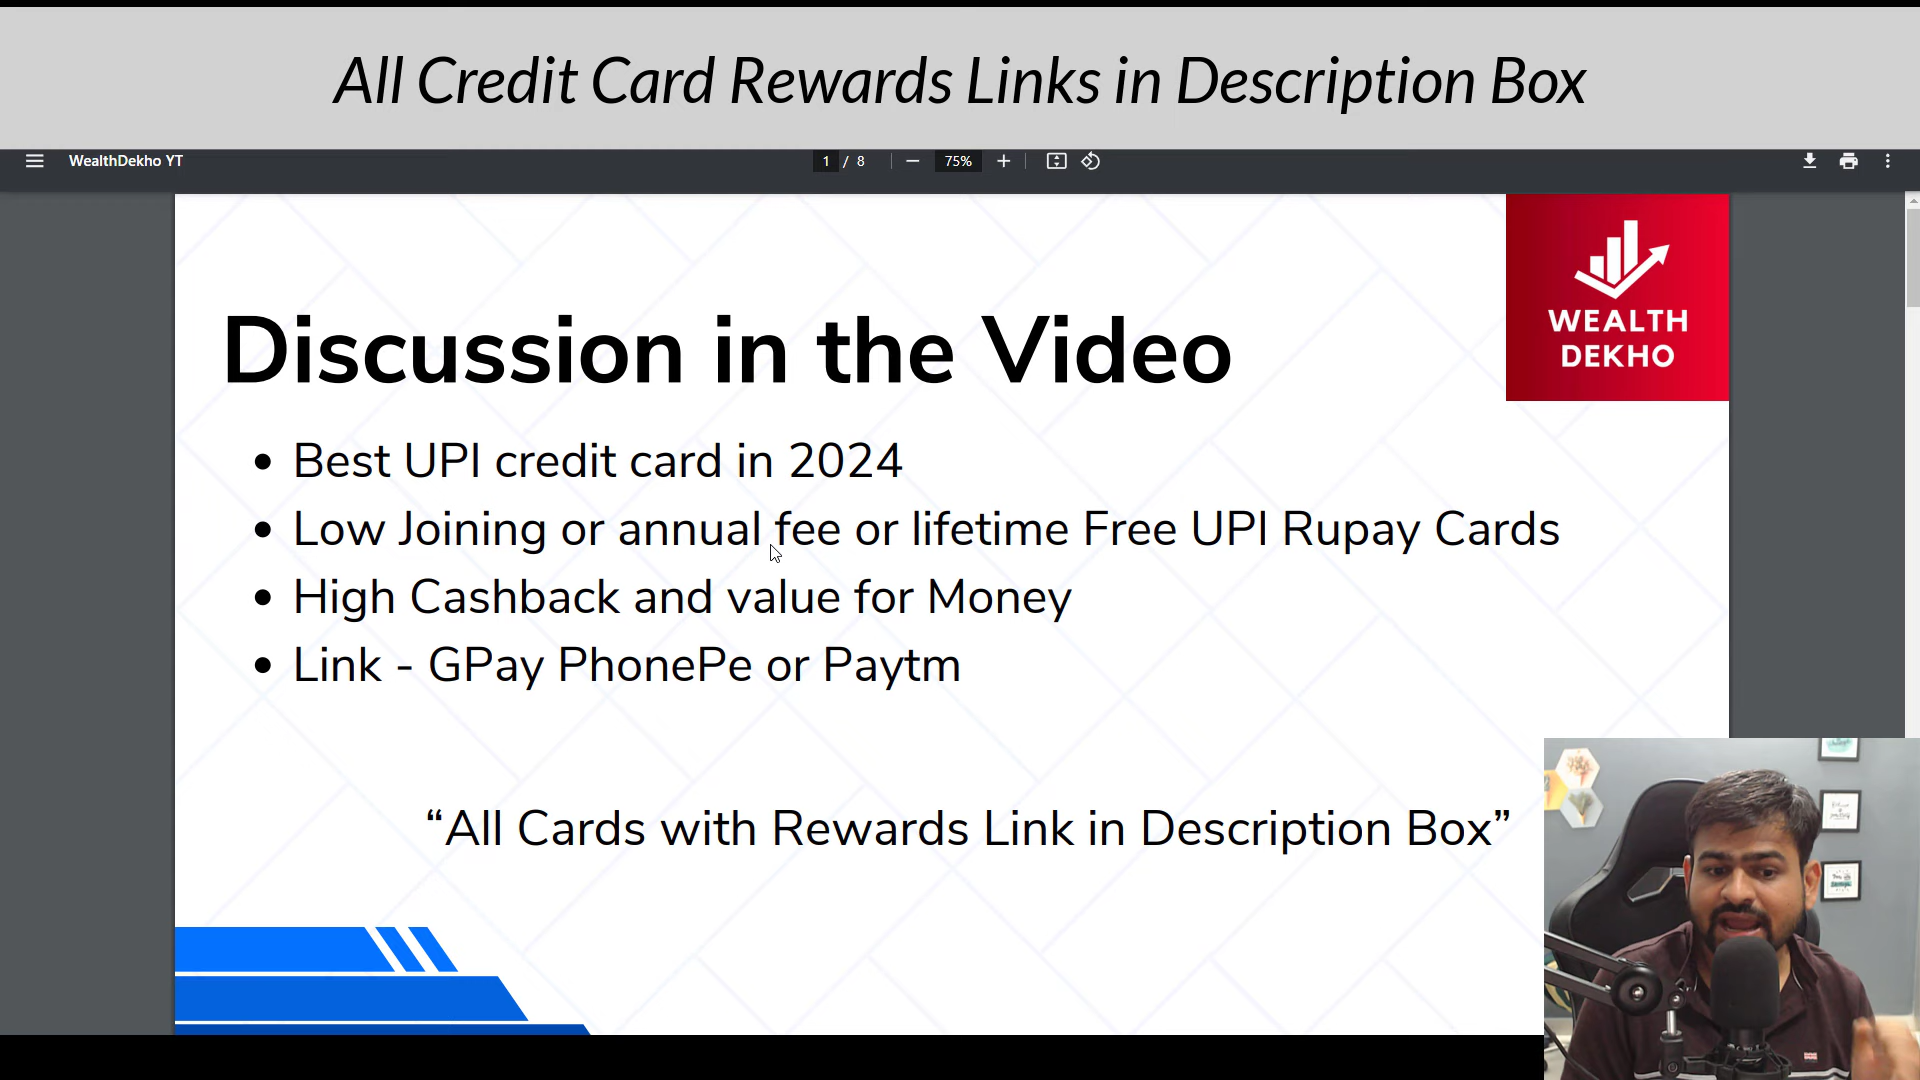 All Credit Card Rewards Links in Description Box
WealthDekho YT
1 / 8
75%
WEALTH
DEKHO
Discussion in the Video
• Best UPI credit card in 2024
• Low Joining or annual fee or lifetime Free UPI Rupay Cards
• High Cashback and value for Money
• Link - GPay PhonePe or Paytm
“All Cards with Rewards Link in Description Box”